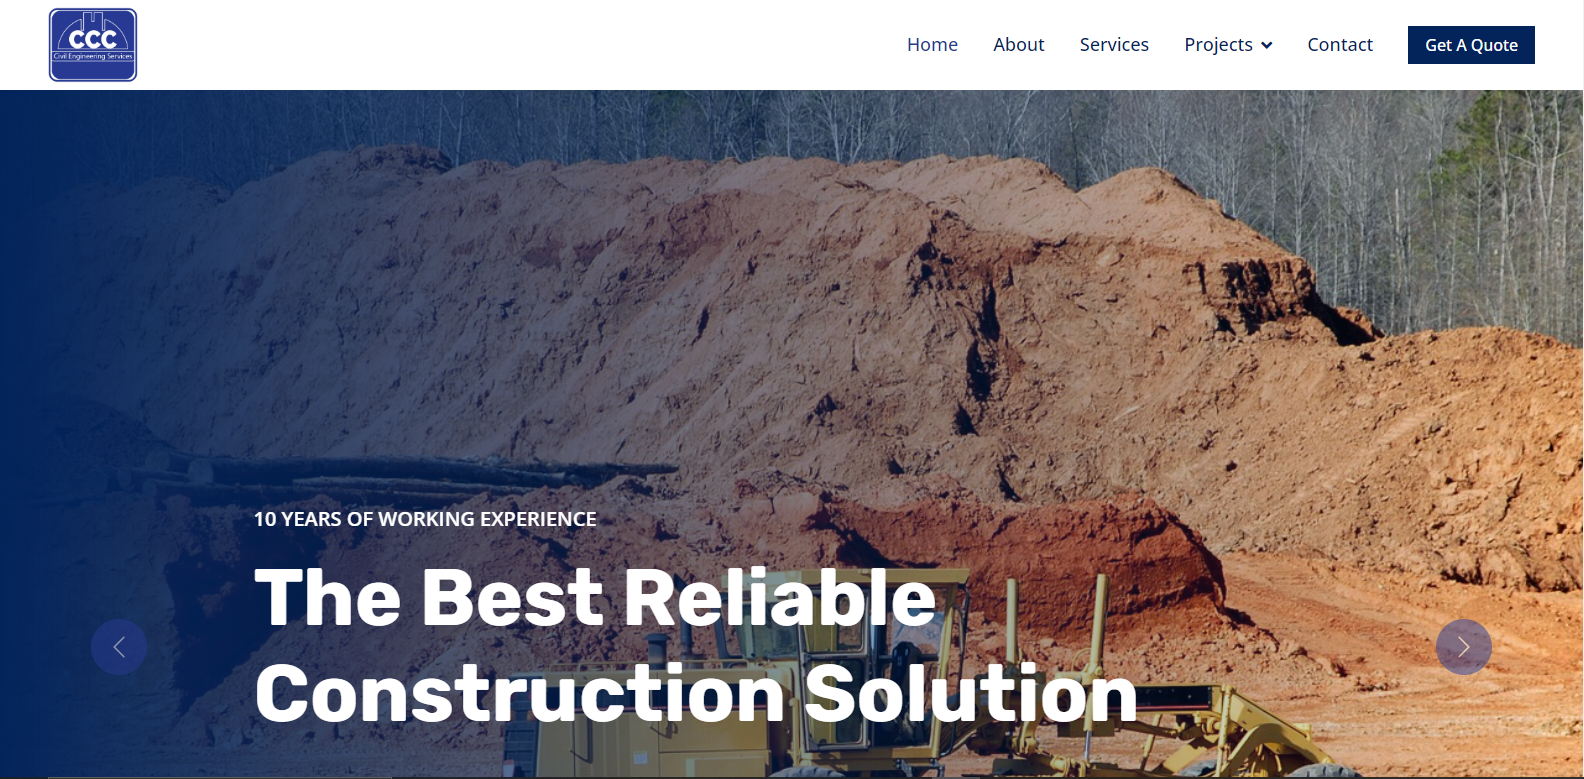 CCC
Civil Engineering Services
Home About Services Projects Contact Get A Quote
10 YEARS OF WORKING EXPERIENCE
The Best Reliable
Construction Solution